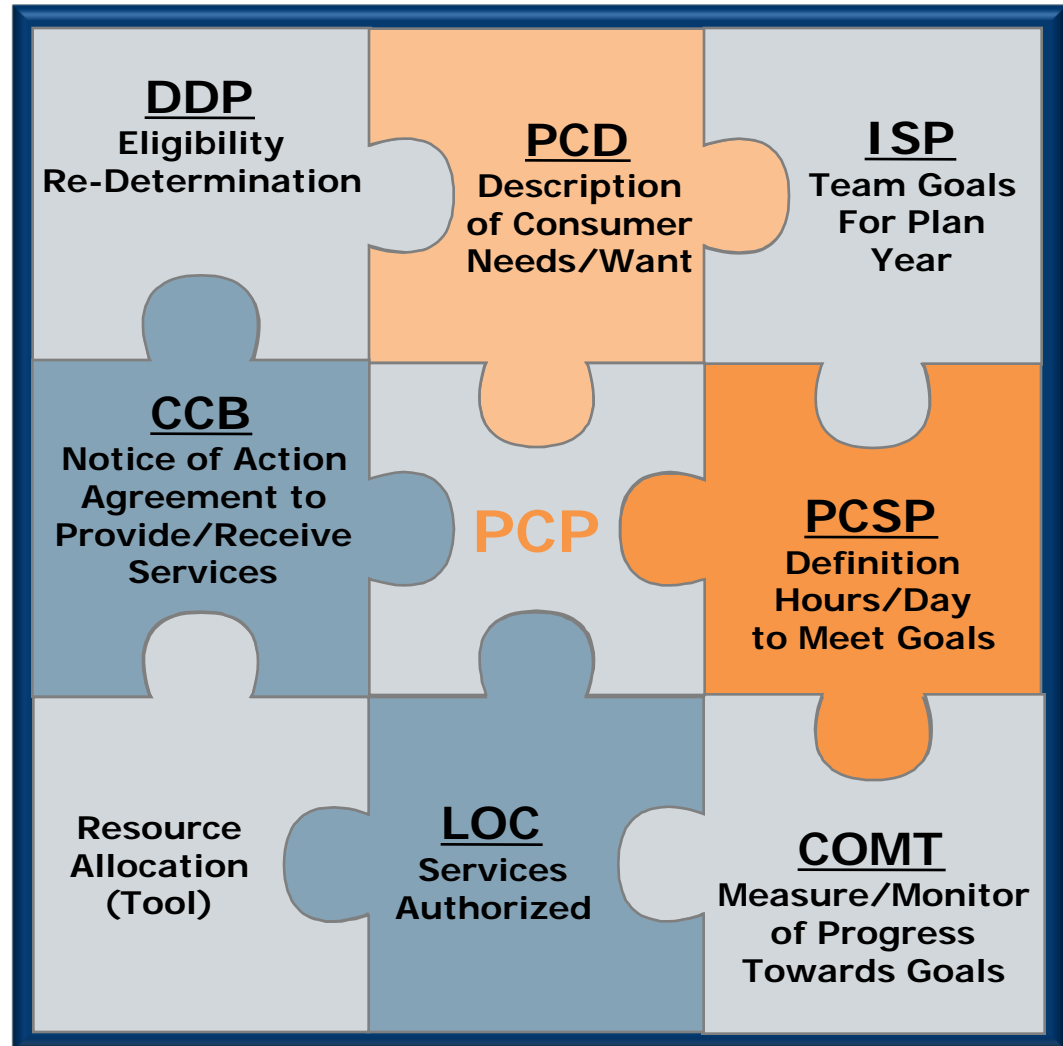 DDP
Eligibility
Re-Determination
PCD
Description
of Consumer
Needs/Want
ISP
Team Goals
For Plan
Year
CCB
Notice of Action
Agreement to
Provide/Receive
Services
PCP
PCSP
Definition
Hours/Day
to Meet Goals
Resource
Allocation
(Tool)
LOC
Services
Authorized
COMT
Measure/Monitor
of Progress
Towards Goals